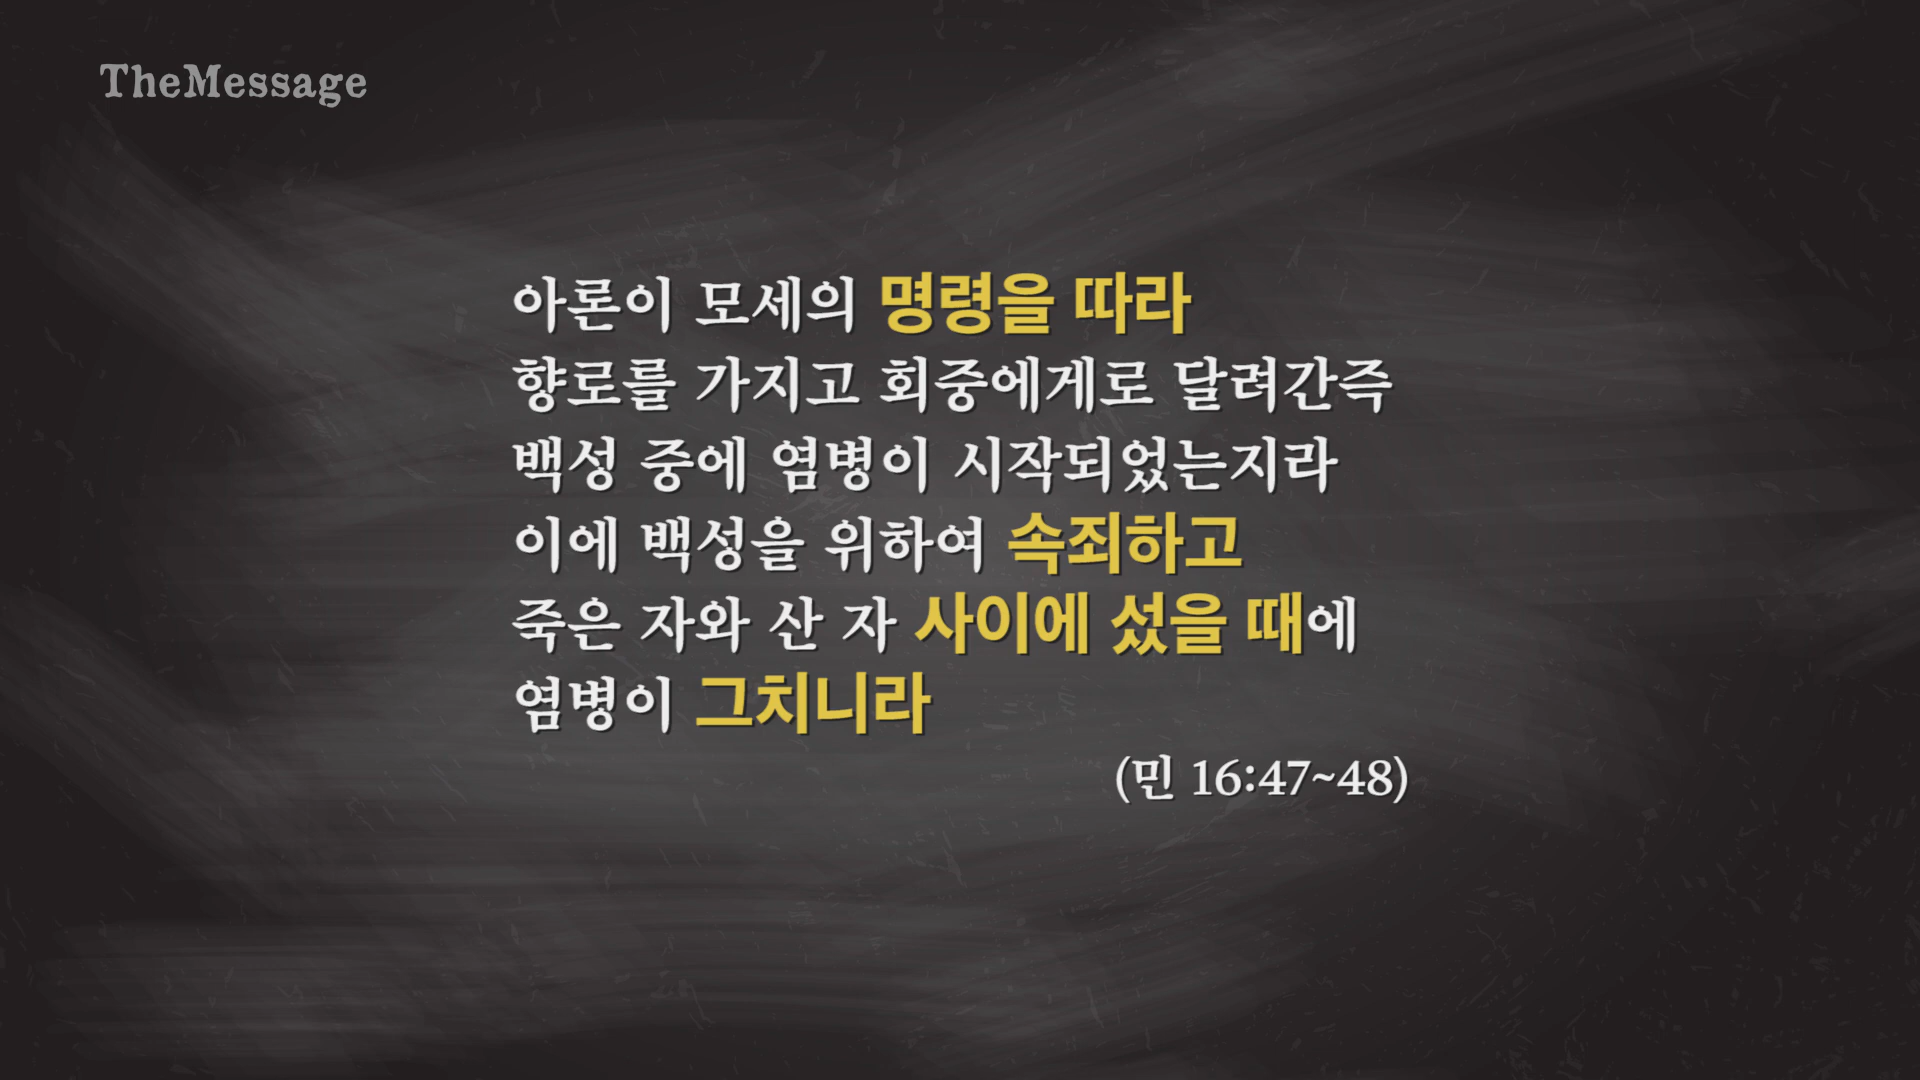 TheMessage
아론이 모세의 명령을 따라
향로를 가지고 회중에게로 달려간즉
백성 중에 염병이 시작되었는지라
이에 백성을 위하여 속죄하고
죽은 자와 산 자 사이에 섰을 때에
염병이 그치니라
(민 16:47~48)